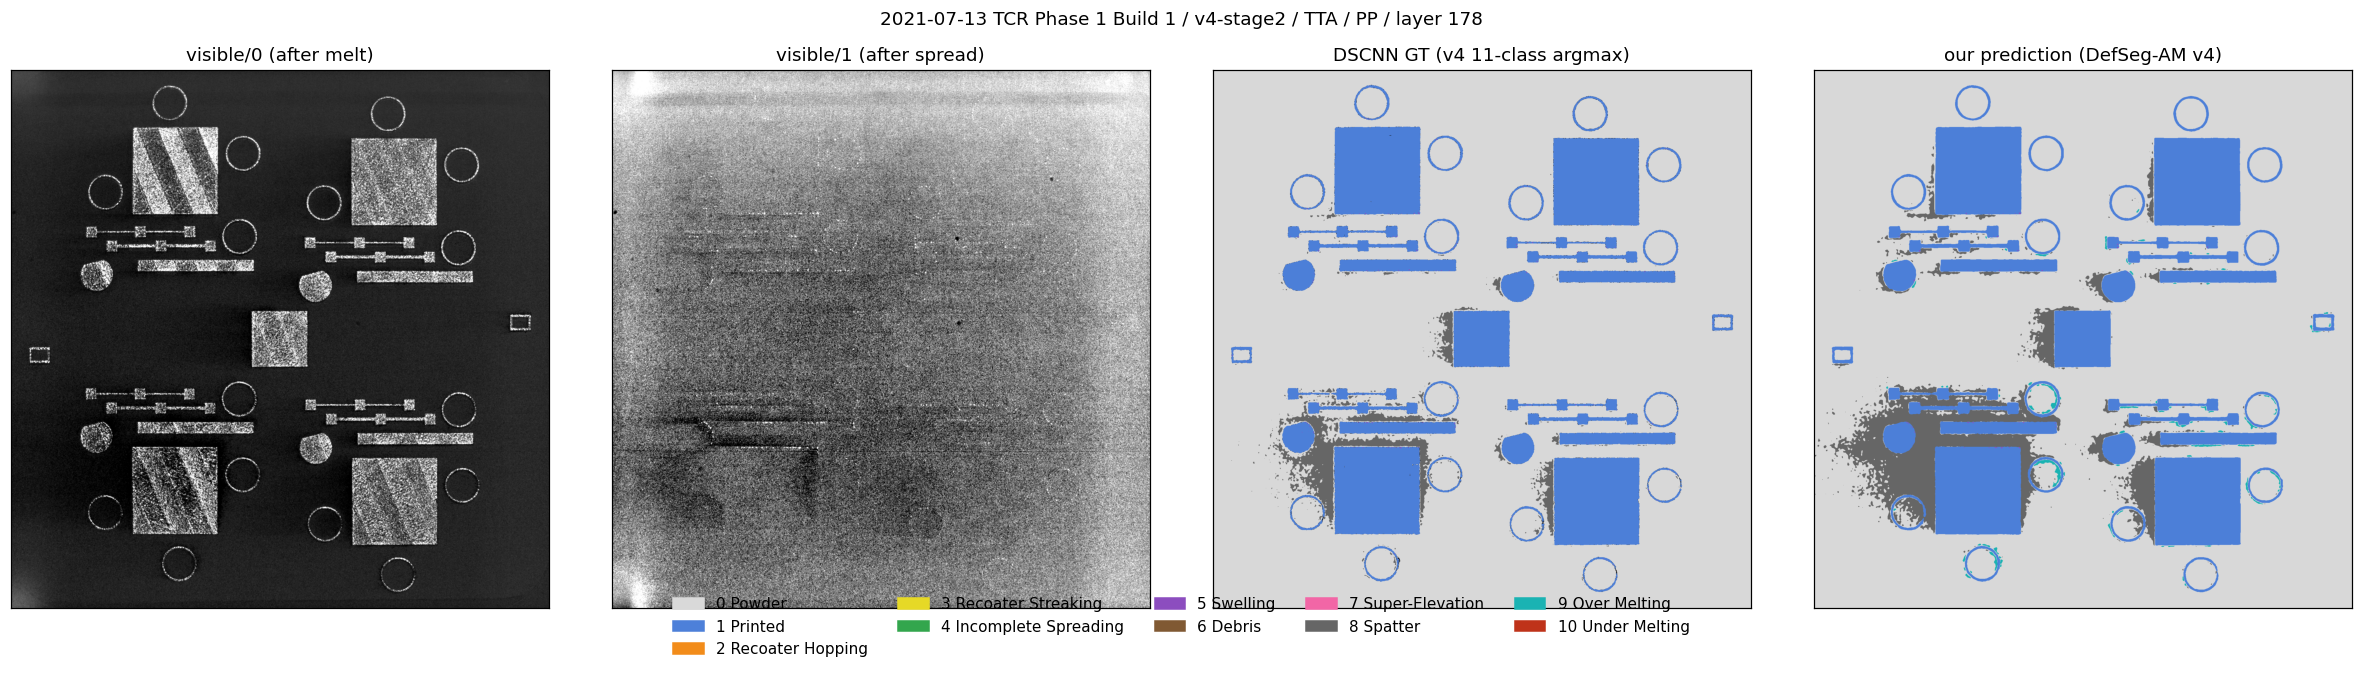 2021-07-13 TCR Phase 1 Build 1 / v4-stage2 / TTA / PP / layer 178
visible/0 (after melt)
visible/1 (after spread)
DSCNN GT (v4 11-class argmax)
our prediction (DefSeg-AM v4)
0 Powder
1 Printed
2 Recoater Hopping
3 Recoater Streaking
4 Incomplete Spreading
5 Swelling
6 Debris
7 Super-Elevation
8 Spatter
9 Over Melting
10 Under Melting